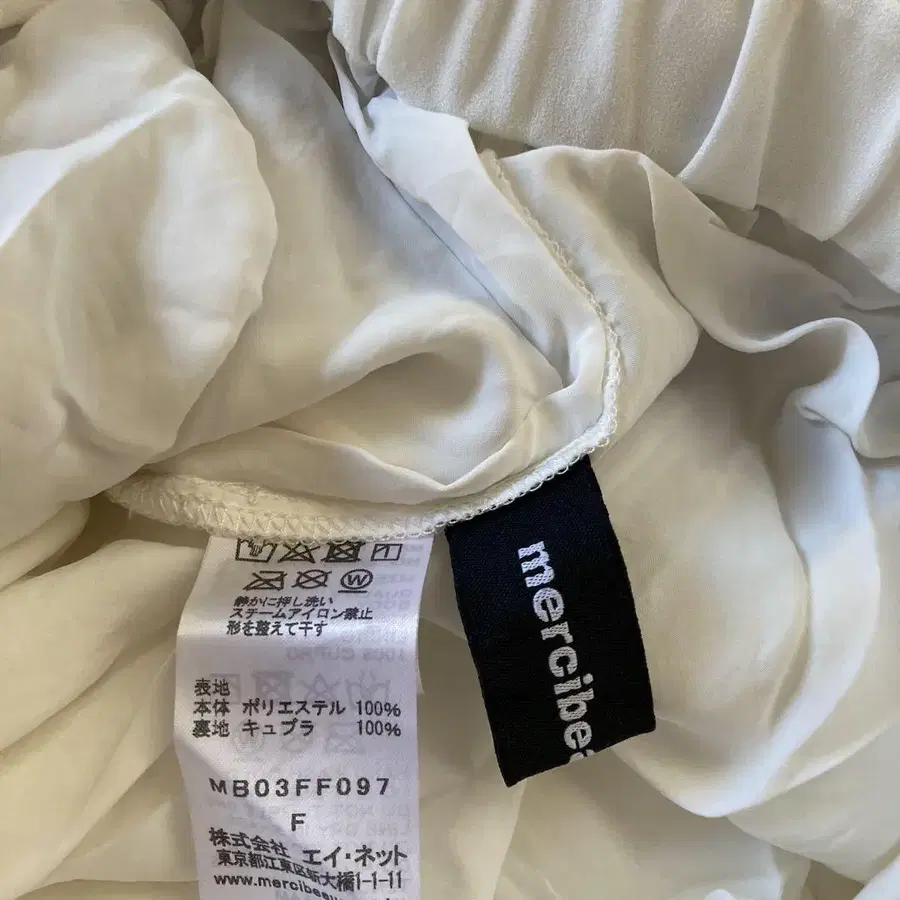 静かに押し洗い
スチームアイロン禁止
形を整えて干す
表地
本体 ポリエステル 100%
裏地 キュプラ 100%
MB03FF097
F
株式会社 エイ・ネット
東京都江東区新大橋1-1-11
www.mercibeau
mercibea